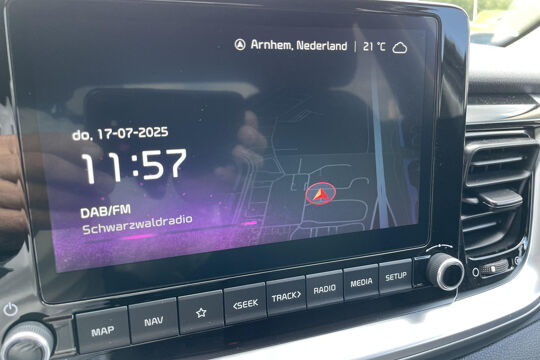 Arnhem, Nederland | 21 °C
do, 17-07-2025
11:57
DAB/FM
Schwarzwaldradio
MAP NAV <SEEK TRACK> RADIO MEDIA SETUP